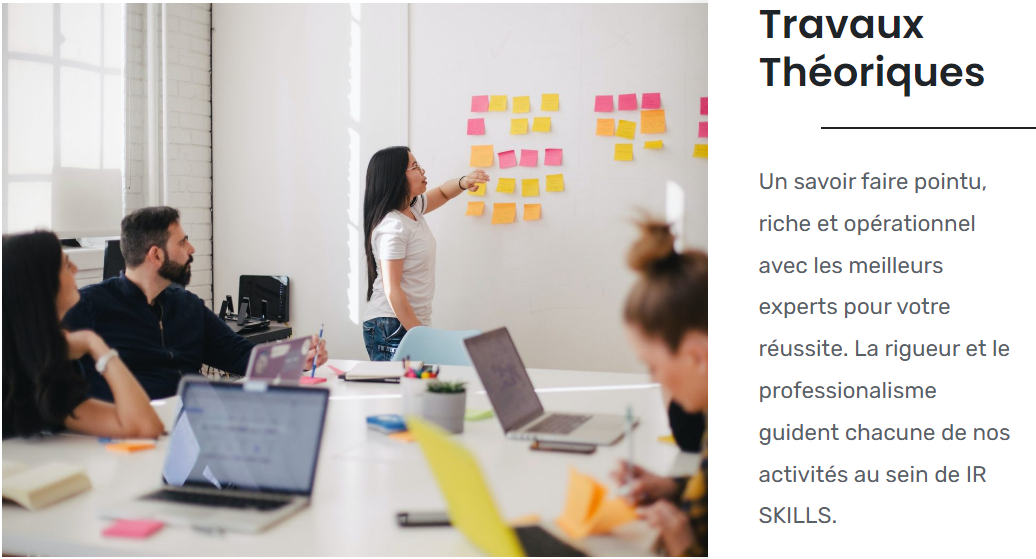 Travaux
Théoriques
Un savoir faire pointu,
riche et opérationnel
avec les meilleurs
experts pour votre
réussite. La rigueur et le
professionalisme
guident chacune de nos
activités au sein de IR
SKILLS.